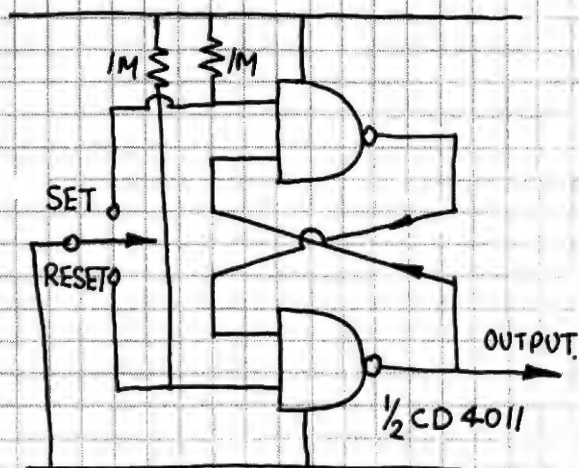 1M
1M
SET
RESET
OUTPUT.
½ CD 4011